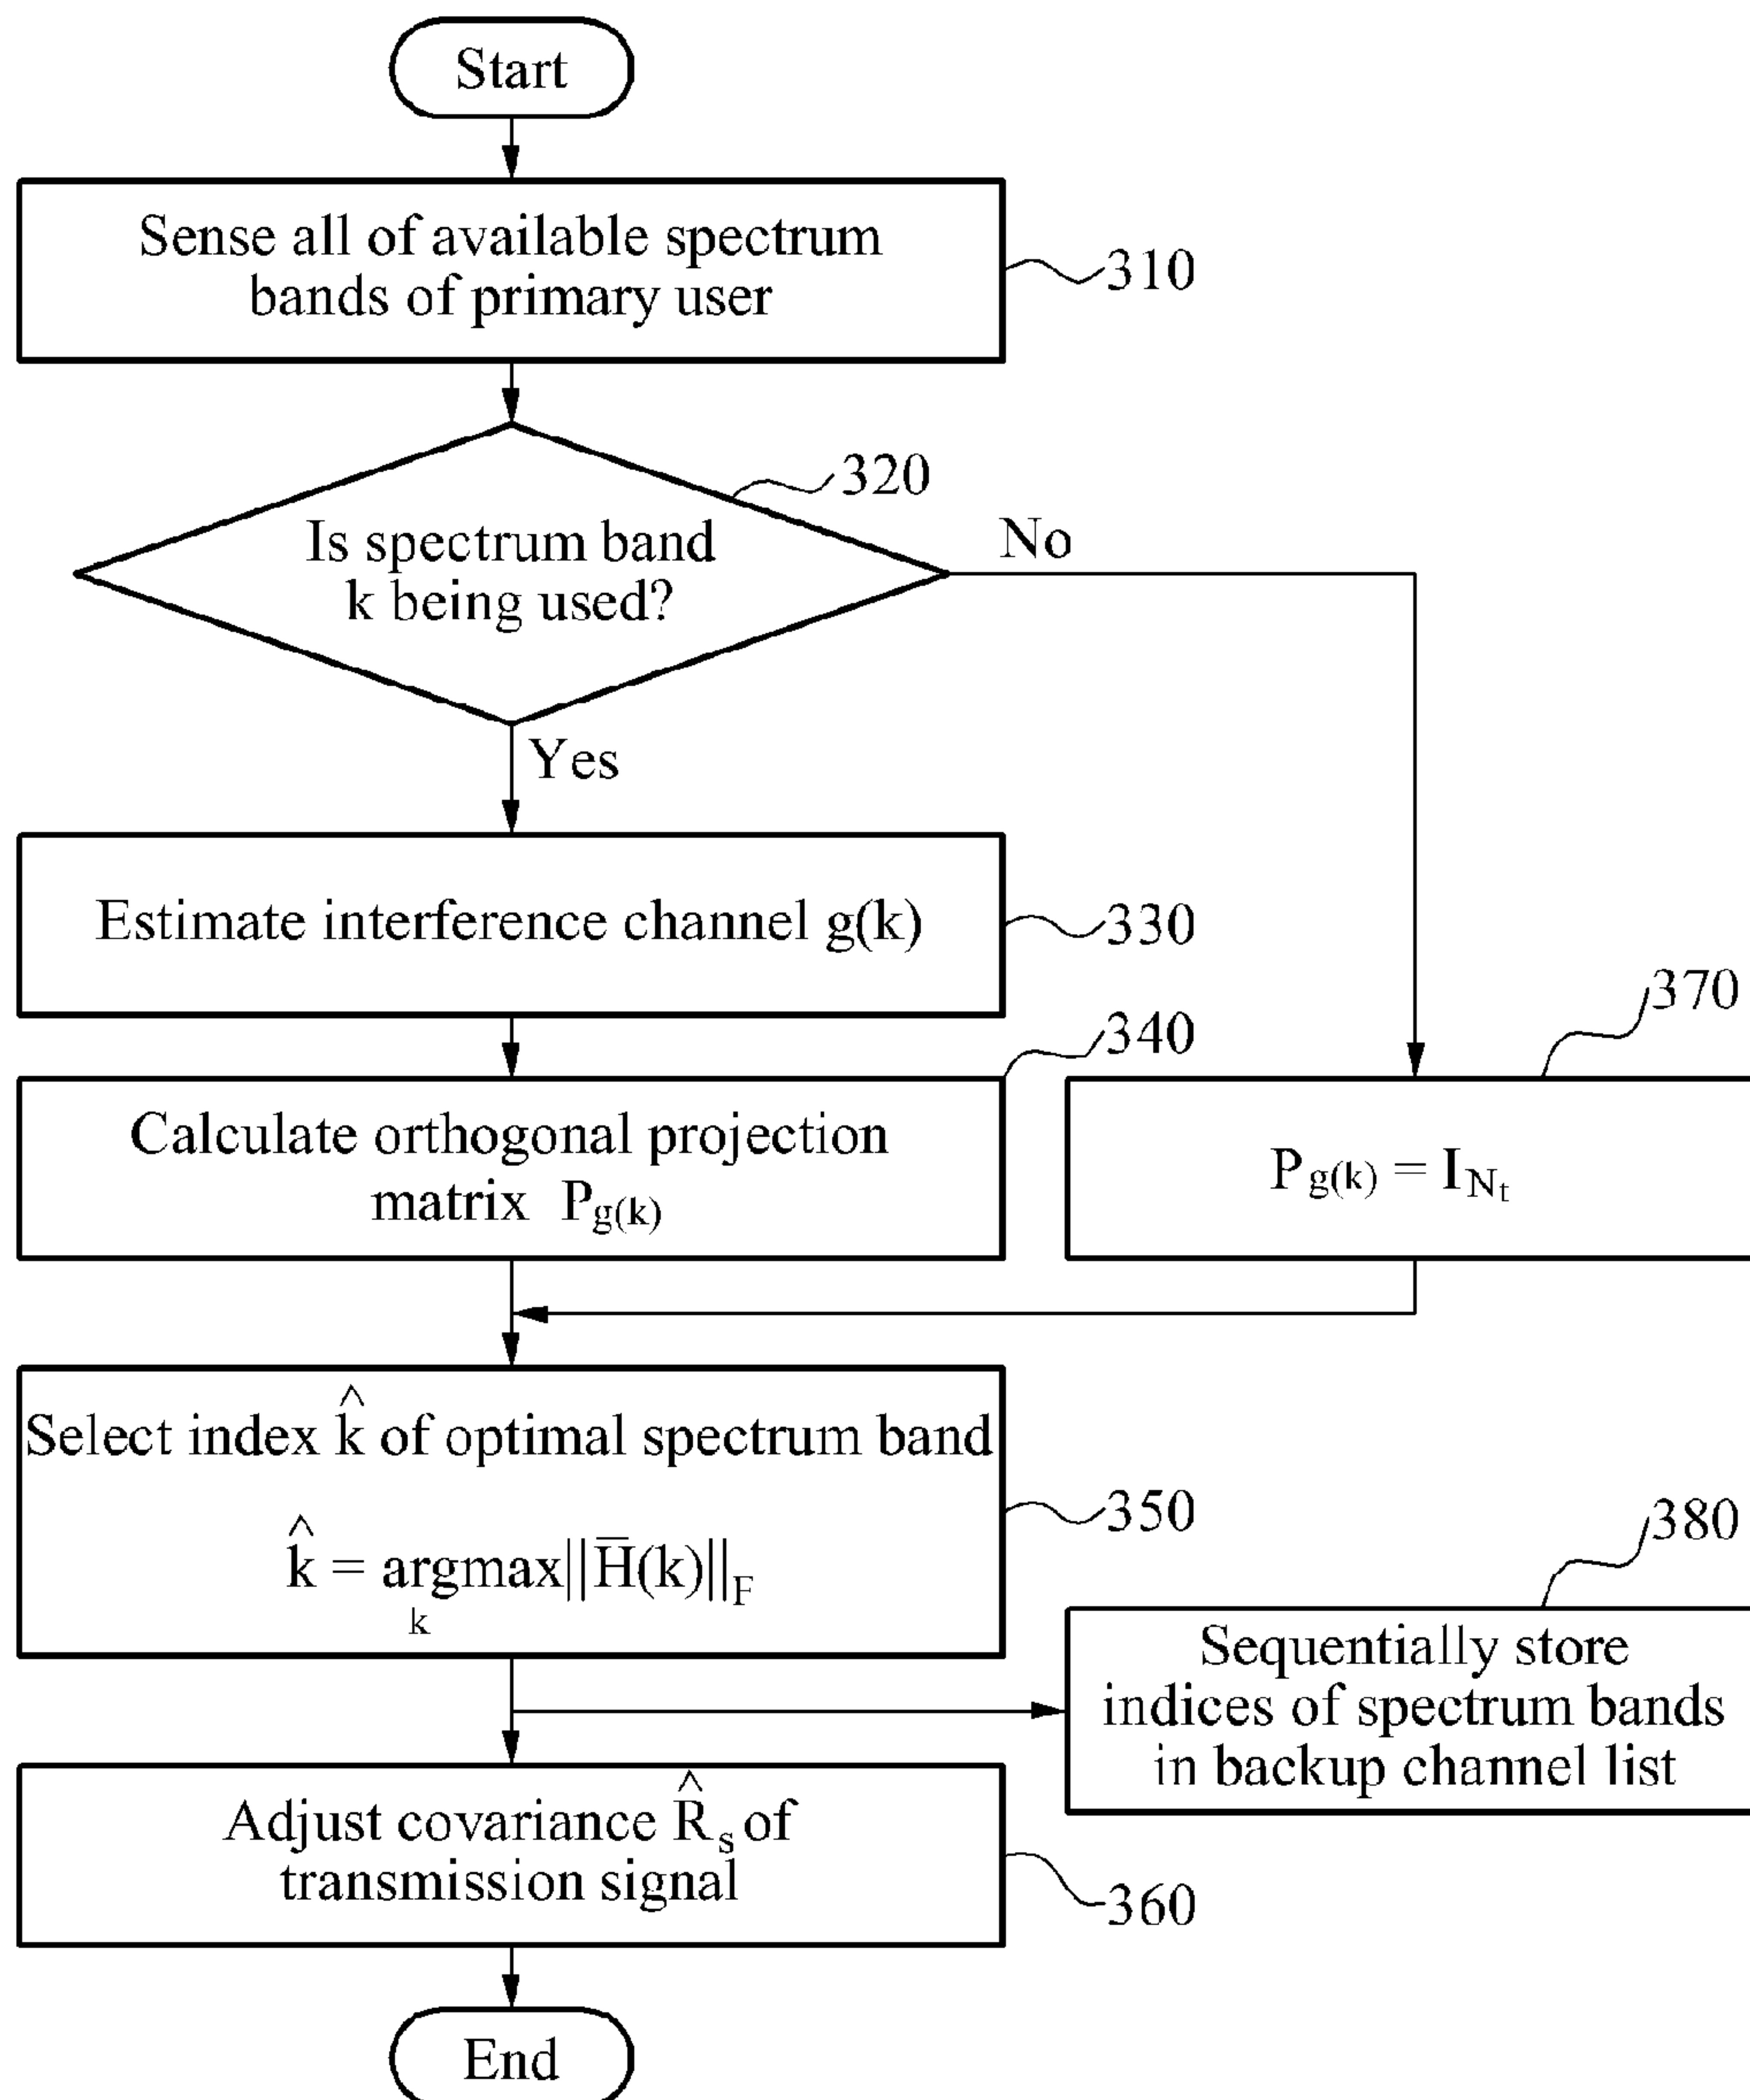 Start
Sense all of available spectrum
bands of primary user
310
320
Is spectrum band
k being used?
No
Yes
Estimate interference channel g(k)
330
340
370
Calculate orthogonal projection
matrix P_g(k)
P_g(k) = I_N_t
Select index k̂ of optimal spectrum band
k̂ = argmax||H̅(k)||_F
k
350
380
Sequentially store
indices of spectrum bands
in backup channel list
Adjust covariance R̂_s of
transmission signal
360
End